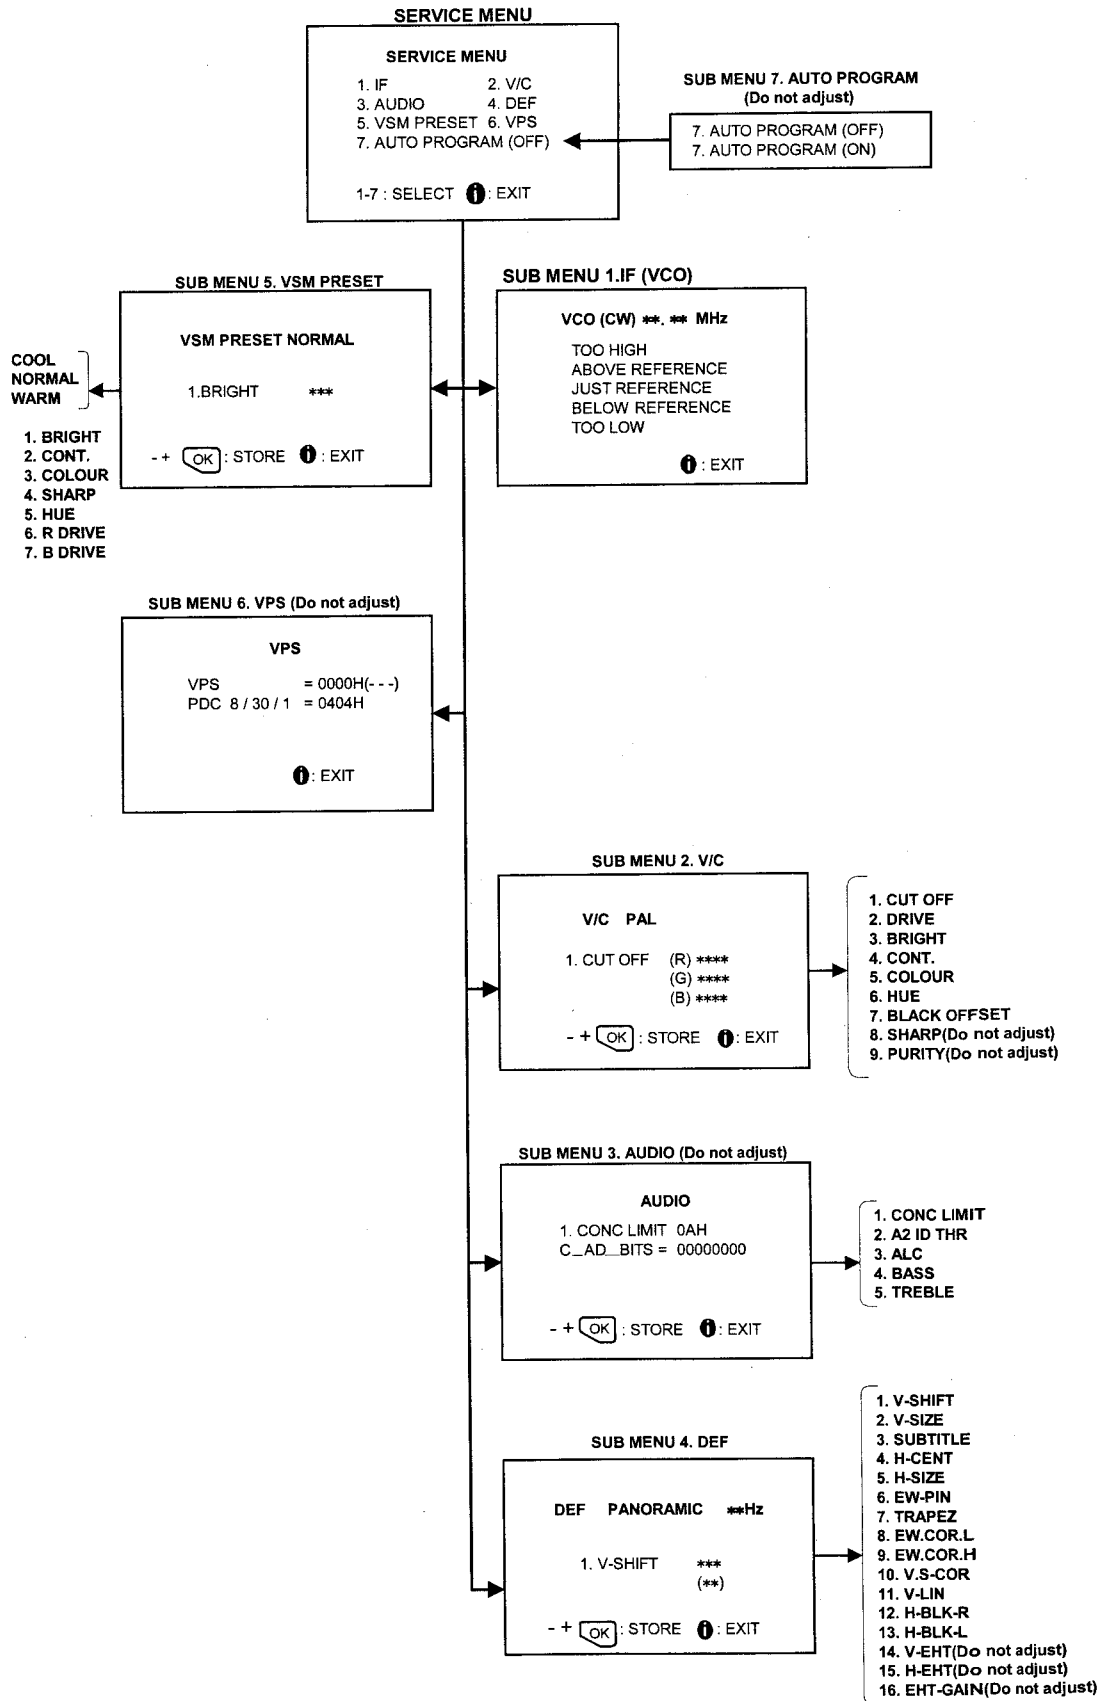 SERVICE MENU
SERVICE MENU
1. IF 2. V/C
3. AUDIO 4. DEF
5. VSM PRESET 6. VPS
7. AUTO PROGRAM (OFF)
1-7 : SELECT i : EXIT
SUB MENU 7. AUTO PROGRAM
(Do not adjust)
7. AUTO PROGRAM (OFF)
7. AUTO PROGRAM (ON)
SUB MENU 5. VSM PRESET
VSM PRESET NORMAL
1.BRIGHT ***
- + OK : STORE i : EXIT
COOL
NORMAL
WARM
1. BRIGHT
2. CONT.
3. COLOUR
4. SHARP
5. HUE
6. R DRIVE
7. B DRIVE
SUB MENU 1.IF (VCO)
VCO (CW) **. ** MHz
TOO HIGH
ABOVE REFERENCE
JUST REFERENCE
BELOW REFERENCE
TOO LOW
i : EXIT
SUB MENU 6. VPS (Do not adjust)
VPS
VPS = 0000H(- - -)
PDC 8 / 30 / 1 = 0404H
i : EXIT
SUB MENU 2. V/C
V/C PAL
1. CUT OFF (R) ****
(G) ****
(B) ****
- + OK : STORE i : EXIT
1. CUT OFF
2. DRIVE
3. BRIGHT
4. CONT.
5. COLOUR
6. HUE
7. BLACK OFFSET
8. SHARP(Do not adjust)
9. PURITY(Do not adjust)
SUB MENU 3. AUDIO (Do not adjust)
AUDIO
1. CONC LIMIT 0AH
C_AD_BITS = 00000000
- + OK : STORE i : EXIT
1. CONC LIMIT
2. A2 ID THR
3. ALC
4. BASS
5. TREBLE
SUB MENU 4. DEF
DEF PANORAMIC **Hz
1. V-SHIFT ***
(**)
- + OK : STORE i : EXIT
1. V-SHIFT
2. V-SIZE
3. SUBTITLE
4. H-CENT
5. H-SIZE
6. EW-PIN
7. TRAPEZ
8. EW.COR.L
9. EW.COR.H
10. V.S-COR
11. V-LIN
12. H-BLK-R
13. H-BLK-L
14. V-EHT(Do not adjust)
15. H-EHT(Do not adjust)
16. EHT-GAIN(Do not adjust)